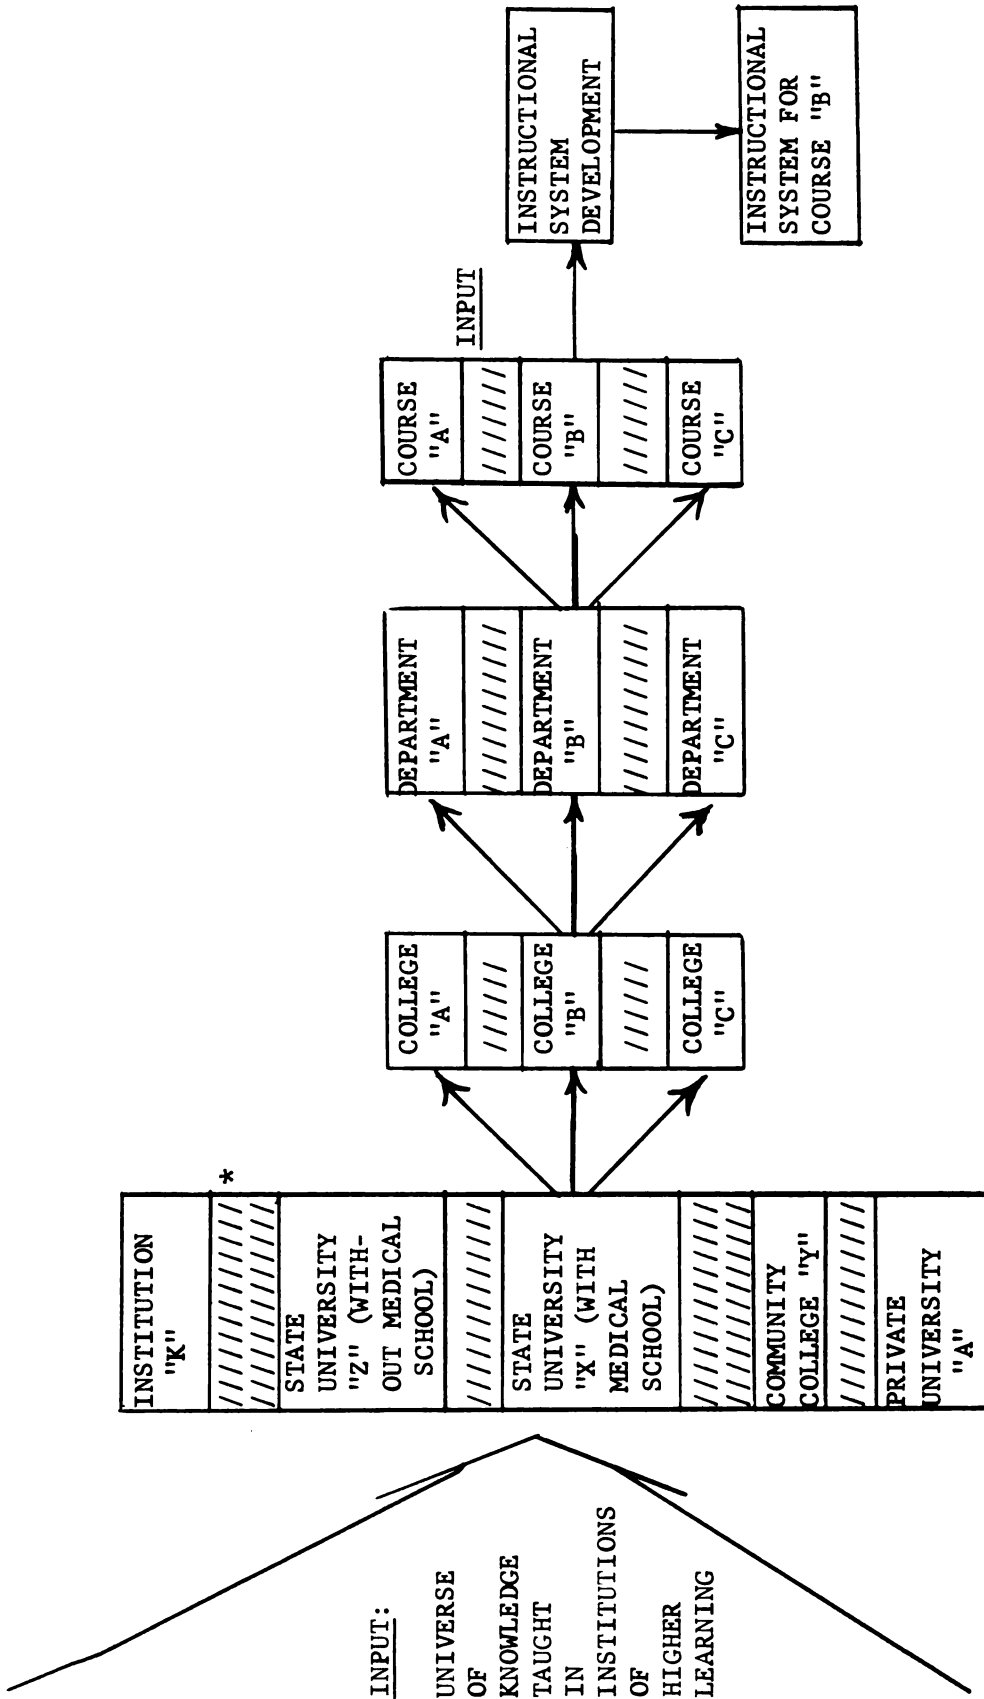 INPUT:
UNIVERSE
OF
KNOWLEDGE
TAUGHT
IN
INSTITUTIONS
OF
HIGHER
LEARNING
INSTITUTION
"K"
*
STATE
UNIVERSITY
"Z" (WITH-
OUT MEDICAL
SCHOOL)
STATE
UNIVERSITY
"X" (WITH
MEDICAL
SCHOOL)
COMMUNITY
COLLEGE "Y"
PRIVATE
UNIVERSITY
"A"
COLLEGE
"A"
COLLEGE
"B"
COLLEGE
"C"
DEPARTMENT
"A"
DEPARTMENT
"B"
DEPARTMENT
"C"
COURSE
"A"
COURSE
"B"
COURSE
"C"
INPUT
INSTRUCTIONAL
SYSTEM
DEVELOPMENT
INSTRUCTIONAL
SYSTEM FOR
COURSE "B"